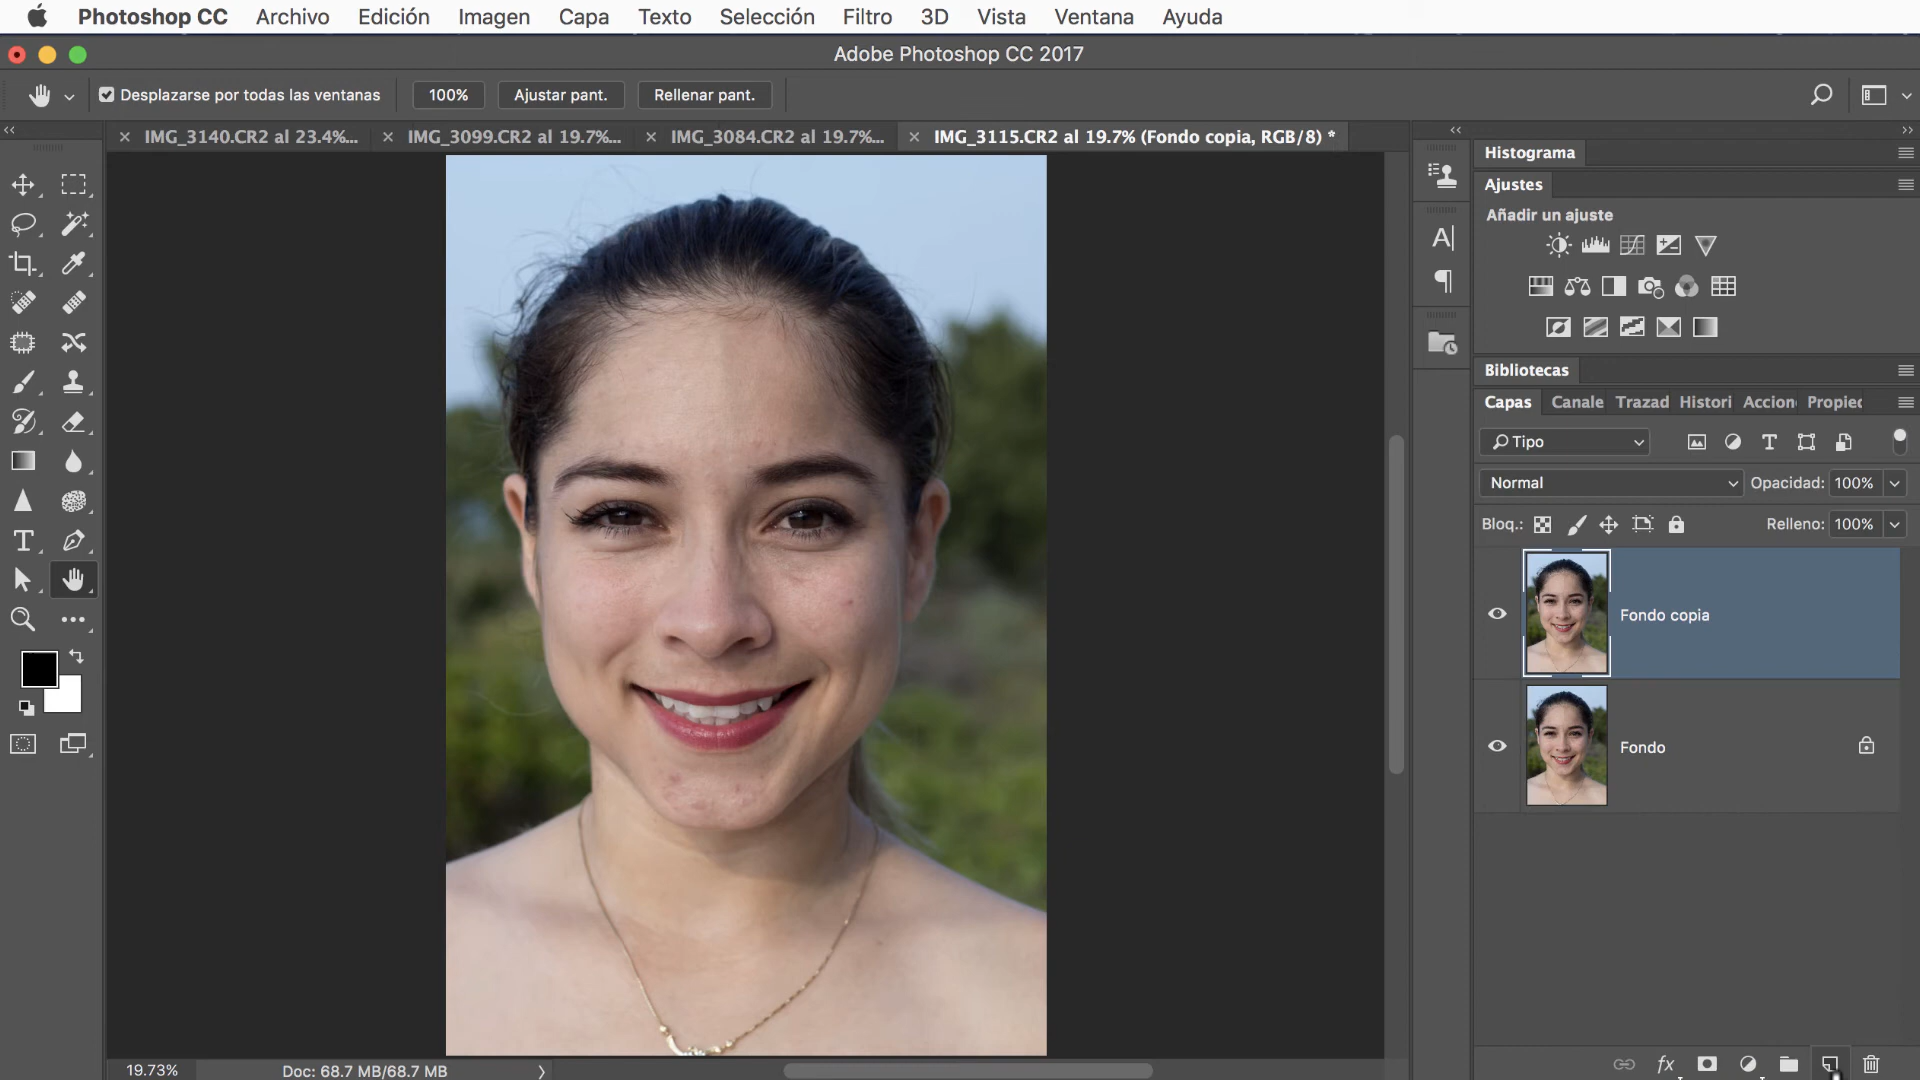 Photoshop CC Archivo Edición Imagen Capa Texto Selección Filtro 3D Vista Ventana Ayuda
Adobe Photoshop CC 2017
Desplazarse por todas las ventanas 100% Ajustar pant. Rellenar pant.
IMG_3140.CR2 al 23.4%... IMG_3099.CR2 al 19.7%... IMG_3084.CR2 al 19.7%... IMG_3115.CR2 al 19.7% (Fondo copia, RGB/8) *
Histograma
Ajustes
Añadir un ajuste
Bibliotecas
Capas Canale Trazad Histori Accion Propied
Tipo
Normal Opacidad: 100%
Bloq.: Relleno: 100%
Fondo copia
Fondo
19.73% Doc: 68.7 MB/68.7 MB
fx